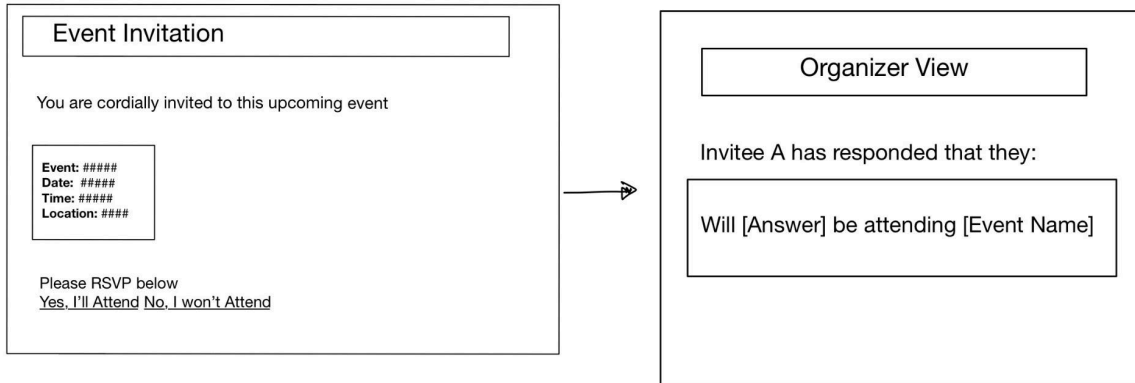 Event Invitation
You are cordially invited to this upcoming event
Event: #####
Date: #####
Time: #####
Location: ####
Please RSVP below
Yes, I'll Attend No, I won't Attend
Organizer View
Invitee A has responded that they:
Will [Answer] be attending [Event Name]